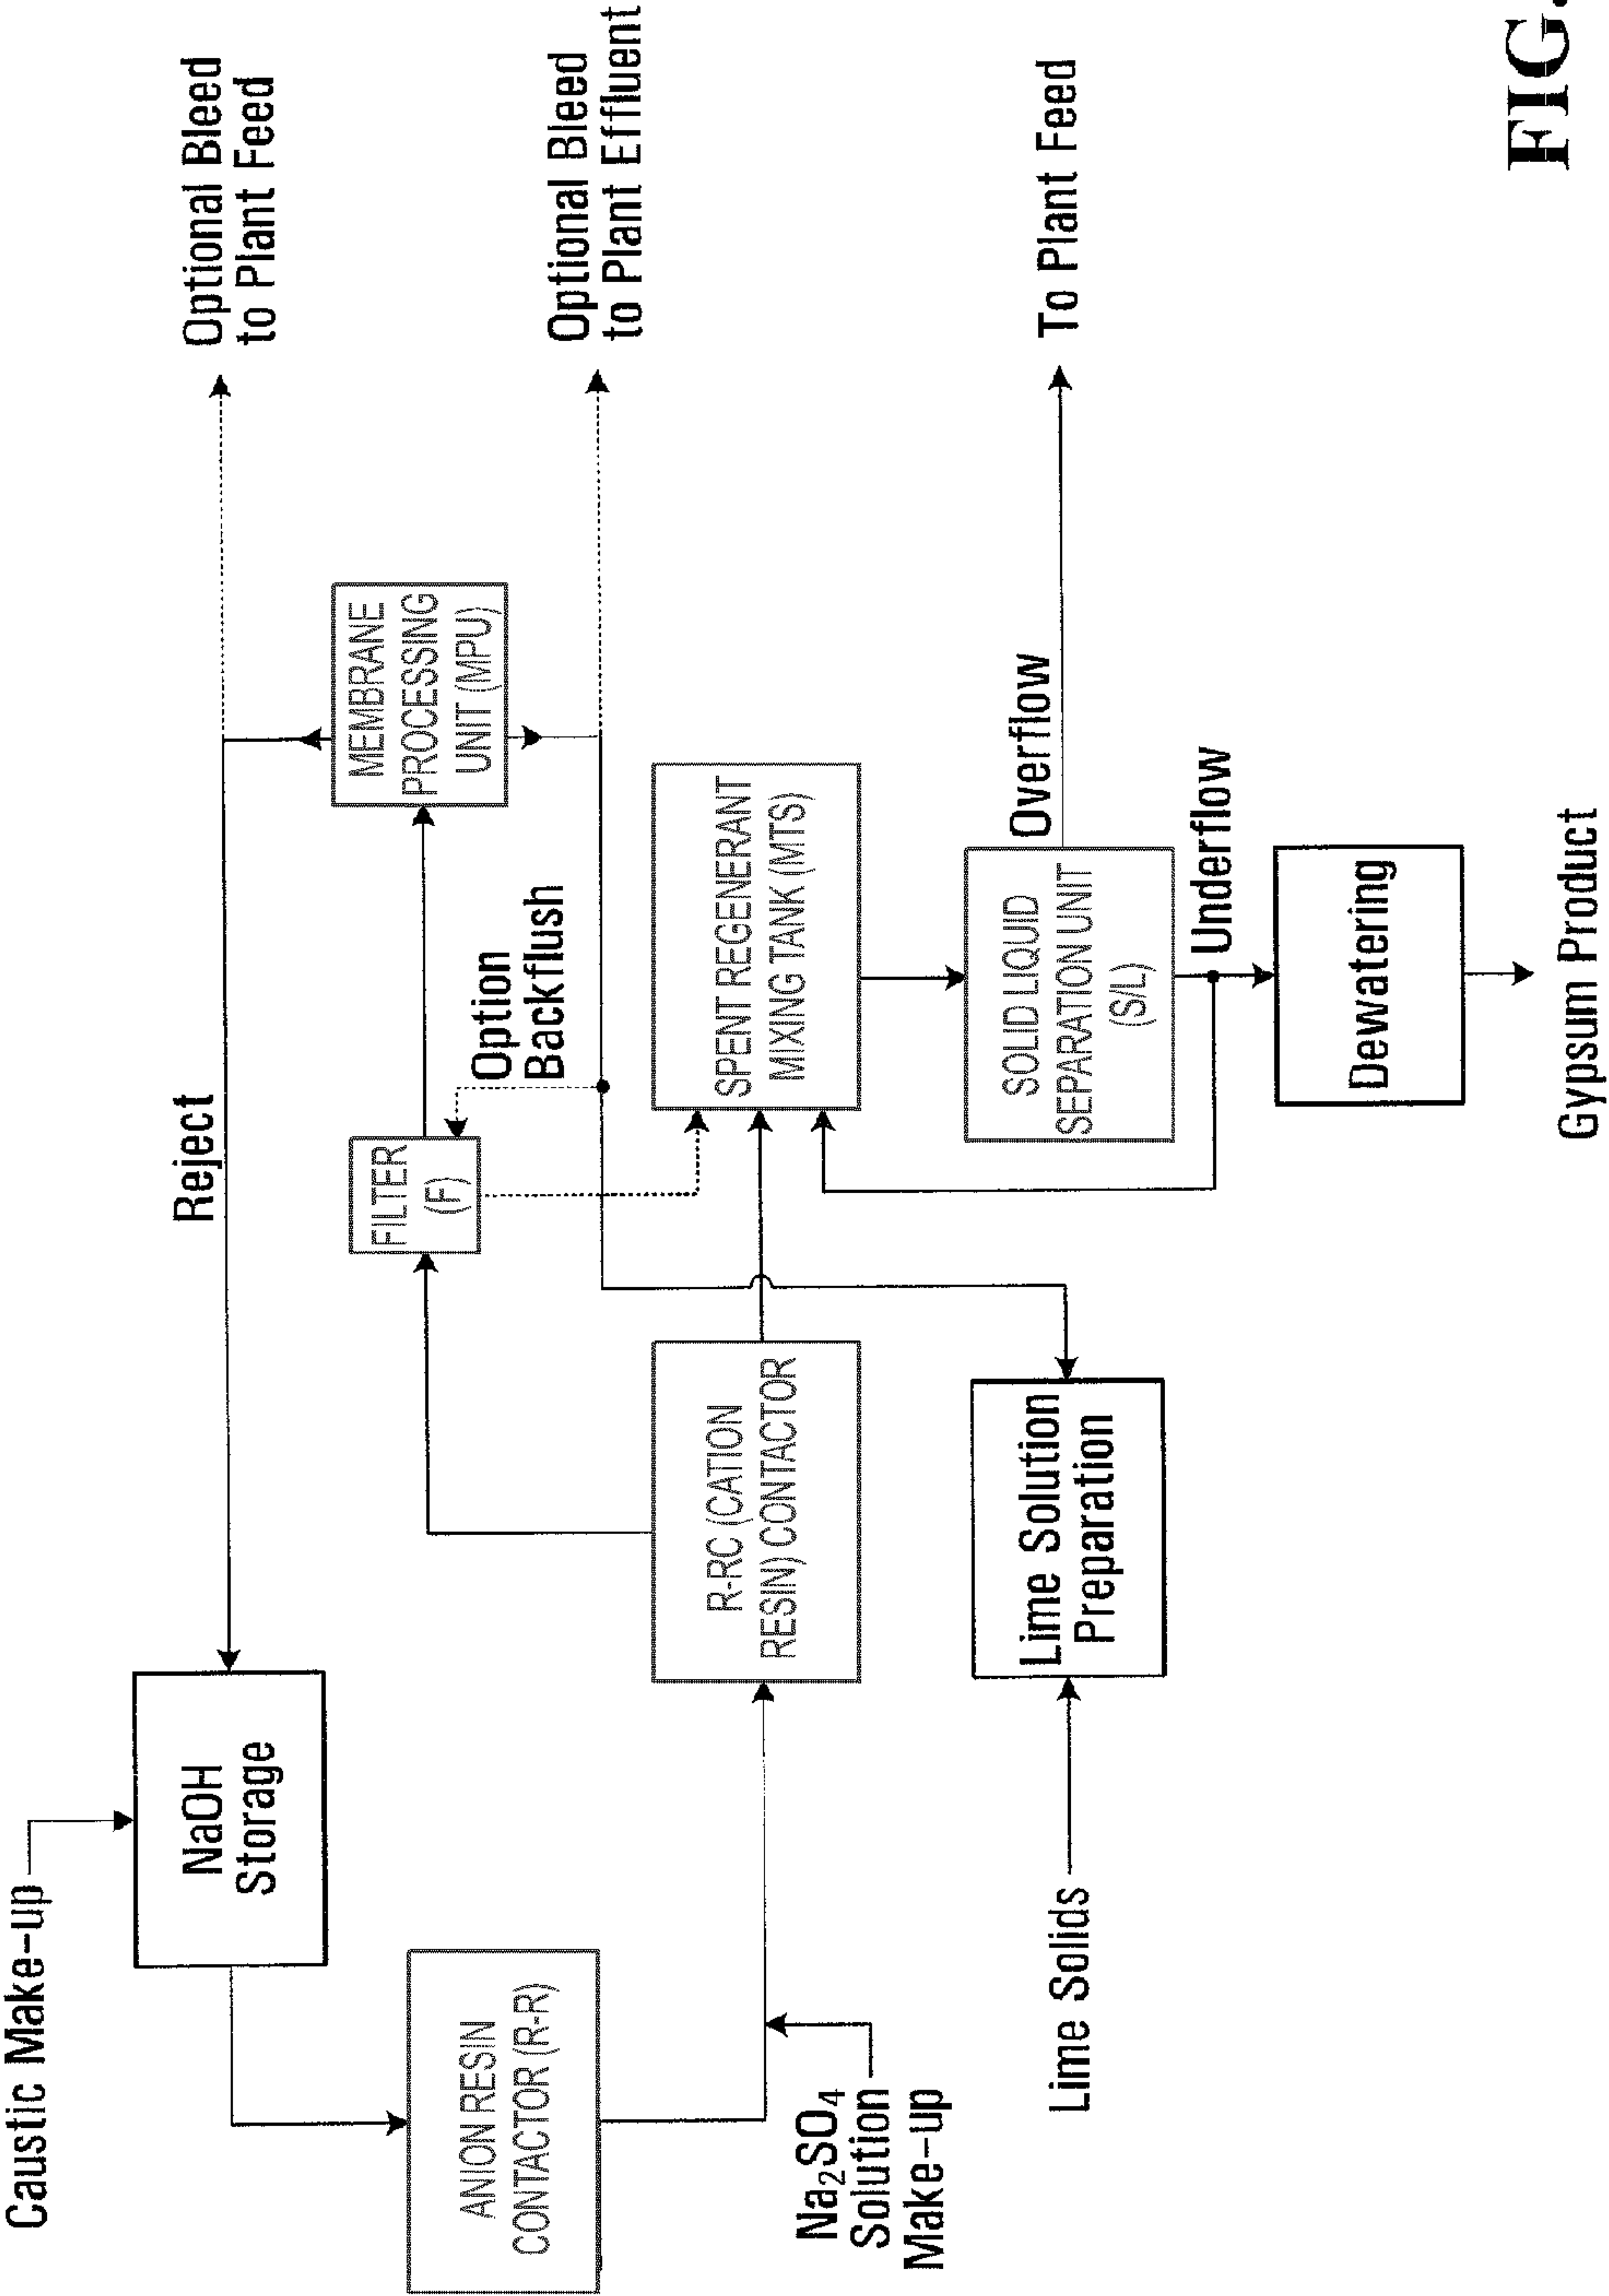 Caustic Make-up
NaOH
Storage
Reject
Optional Bleed
to Plant Feed
ANION RESIN
CONTACTOR (R-R)
FILTER
(F)
MEMBRANE
PROCESSING
UNIT (MPU)
Option
Backflush
Optional Bleed
to Plant Effluent
Na₂SO₄
Solution
Make-up
R-RC (CATION
RESIN) CONTACTOR
SPENT REGENERANT
MIXING TANK (MTS)
Lime Solids
Lime Solution
Preparation
SOLID LIQUID
SEPARATION UNIT
(S/L)
Overflow
To Plant Feed
Underflow
Dewatering
Gypsum Product
FIG.